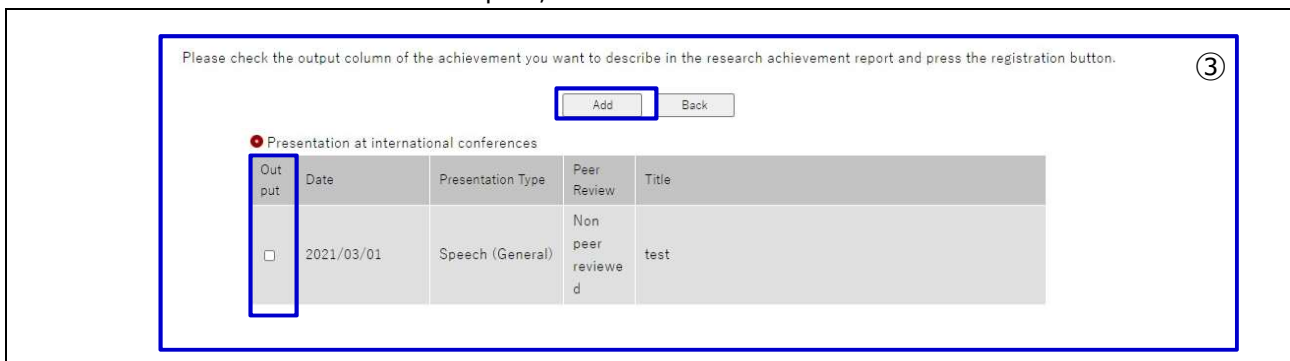 Please check the output column of the achievement you want to describe in the research achievement report and press the registration button.
③
Add Back
Presentation at international conferences
Out
put
Date
Presentation Type
Peer
Review
Title
2021/03/01
Speech (General)
Non
peer
reviewe
d
test